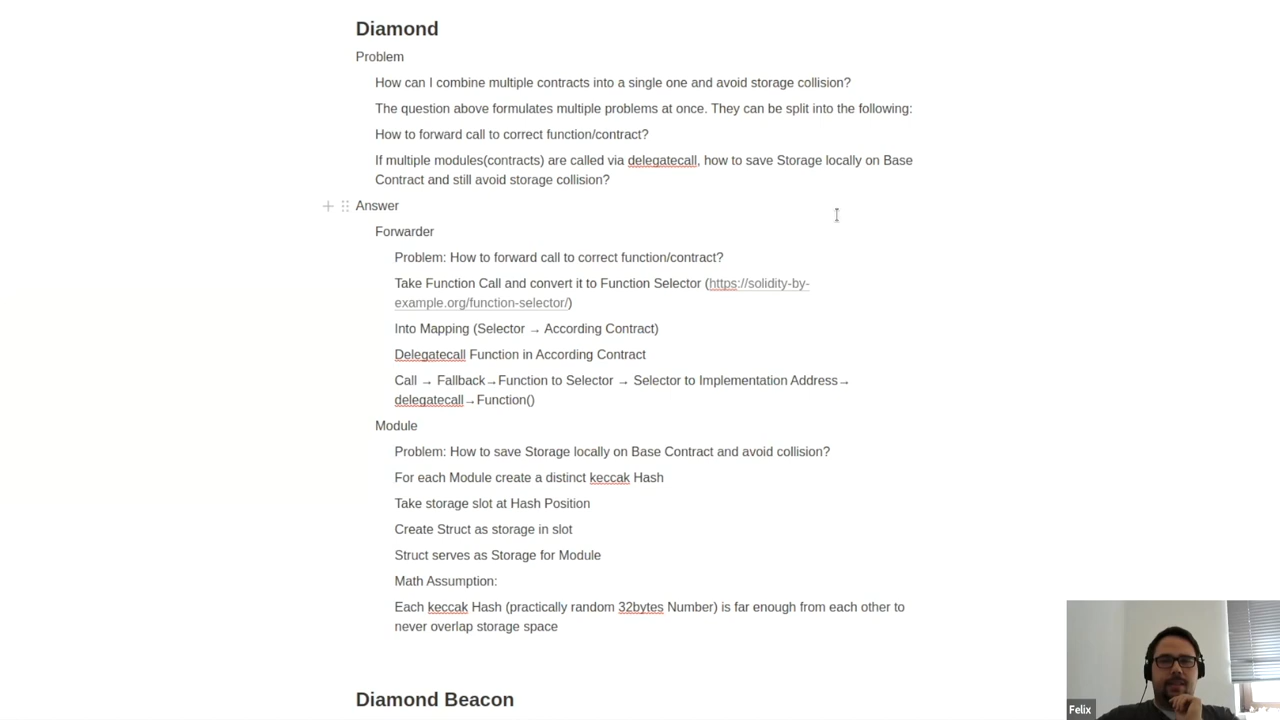 Diamond
Problem
How can I combine multiple contracts into a single one and avoid storage collision?
The question above formulates multiple problems at once. They can be split into the following:
How to forward call to correct function/contract?
If multiple modules(contracts) are called via delegatecall, how to save Storage locally on Base
Contract and still avoid storage collision?
Answer
Forwarder
Problem: How to forward call to correct function/contract?
Take Function Call and convert it to Function Selector (https://solidity-by-
example.org/function-selector/)
Into Mapping (Selector → According Contract)
Delegatecall Function in According Contract
Call → Fallback→Function to Selector → Selector to Implementation Address→
delegatecall→Function()
Module
Problem: How to save Storage locally on Base Contract and avoid collision?
For each Module create a distinct keccak Hash
Take storage slot at Hash Position
Create Struct as storage in slot
Struct serves as Storage for Module
Math Assumption:
Each keccak Hash (practically random 32bytes Number) is far enough from each other to
never overlap storage space
Diamond Beacon
Felix